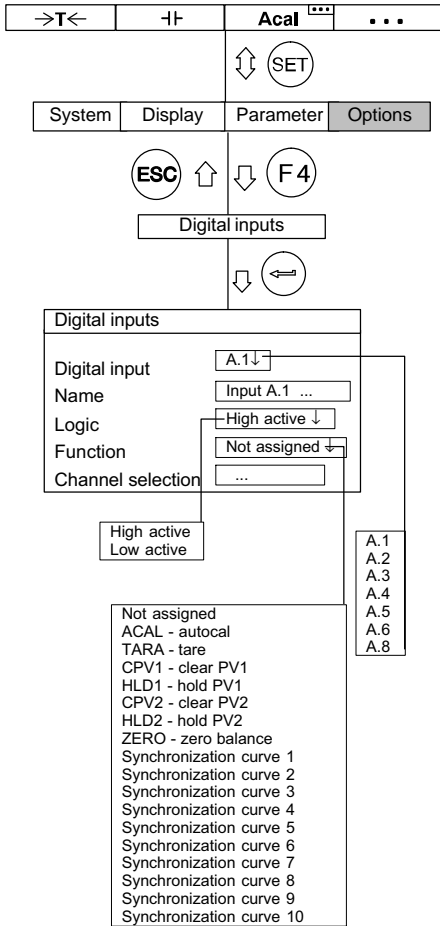 →T← ⊣⊢ Acal ...
SET
System Display Parameter Options
ESC F4
Digital inputs
Digital inputs
Digital input A.1↓
Name Input A.1 ...
Logic High active ↓
Function Not assigned ↓
Channel selection ...
High active
Low active
A.1
A.2
A.3
A.4
A.5
A.6
A.8
Not assigned
ACAL - autocal
TARA - tare
CPV1 - clear PV1
HLD1 - hold PV1
CPV2 - clear PV2
HLD2 - hold PV2
ZERO - zero balance
Synchronization curve 1
Synchronization curve 2
Synchronization curve 3
Synchronization curve 4
Synchronization curve 5
Synchronization curve 6
Synchronization curve 7
Synchronization curve 8
Synchronization curve 9
Synchronization curve 10